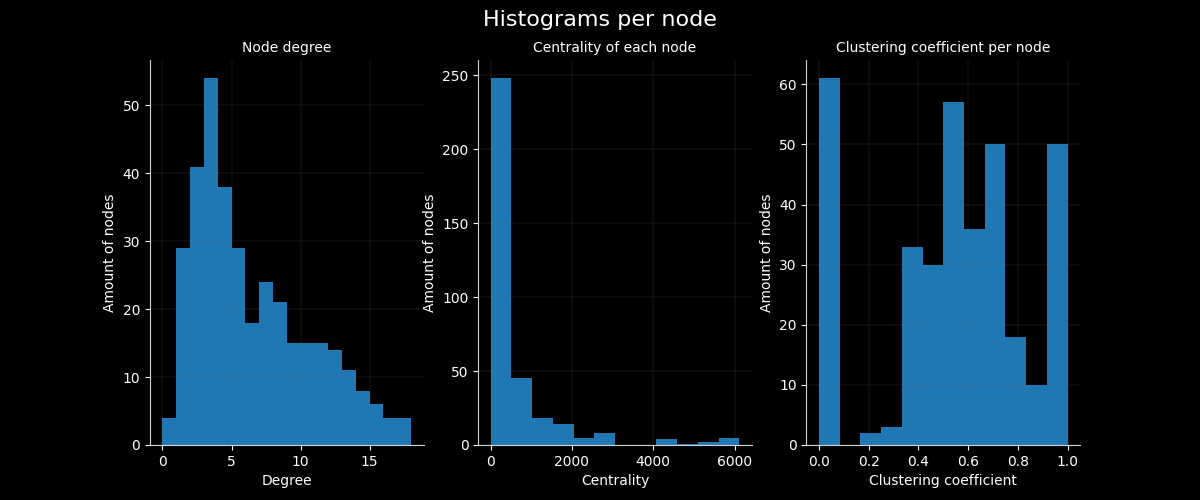 Histograms per node
Node degree
Amount of nodes
50
40
30
20
10
0
0 5 10 15
Degree
Centrality of each node
Amount of nodes
250
200
150
100
50
0
0 2000 4000 6000
Centrality
Clustering coefficient per node
Amount of nodes
60
50
40
30
20
10
0
0.0 0.2 0.4 0.6 0.8 1.0
Clustering coefficient